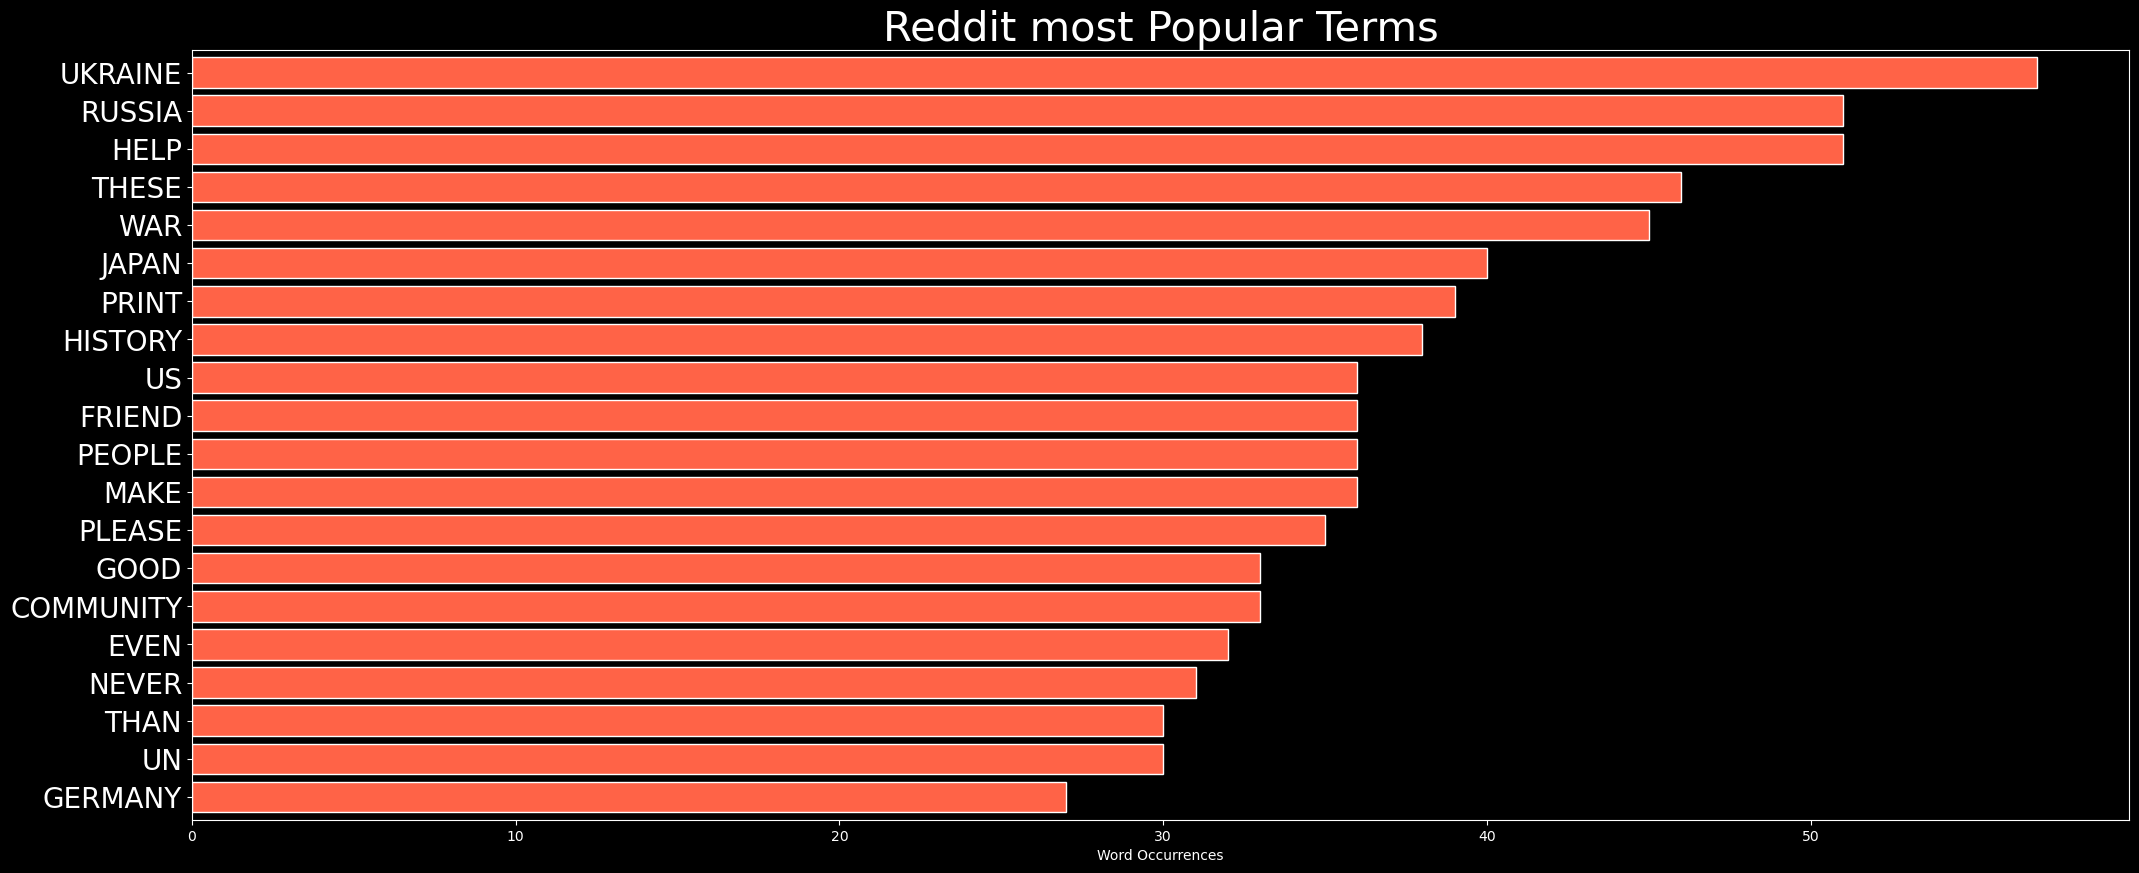 Reddit most Popular Terms
UKRAINE
RUSSIA
HELP
THESE
WAR
JAPAN
PRINT
HISTORY
US
FRIEND
PEOPLE
MAKE
PLEASE
GOOD
COMMUNITY
EVEN
NEVER
THAN
UN
GERMANY
0 10 20 30 40 50
Word Occurrences